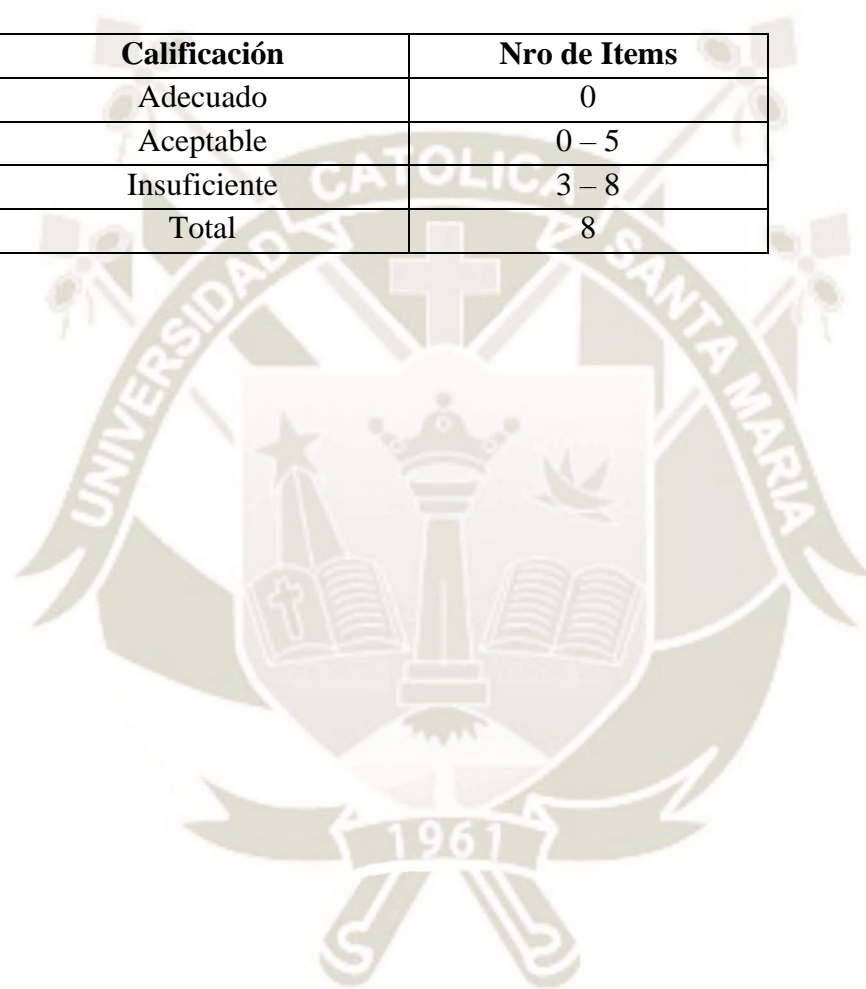 Calificación Nro de Items
Adecuado 0
Aceptable 0 – 5
Insuficiente 3 – 8
Total 8
UNIVERSIDAD CATOLICA SANTA MARIA
1961